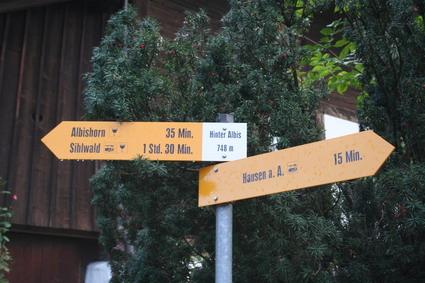 Albishorn 35 Min.
Sihlwald 1 Std. 30 Min.
Hinter Albis
748 m
Hausen a. A. 15 Min.